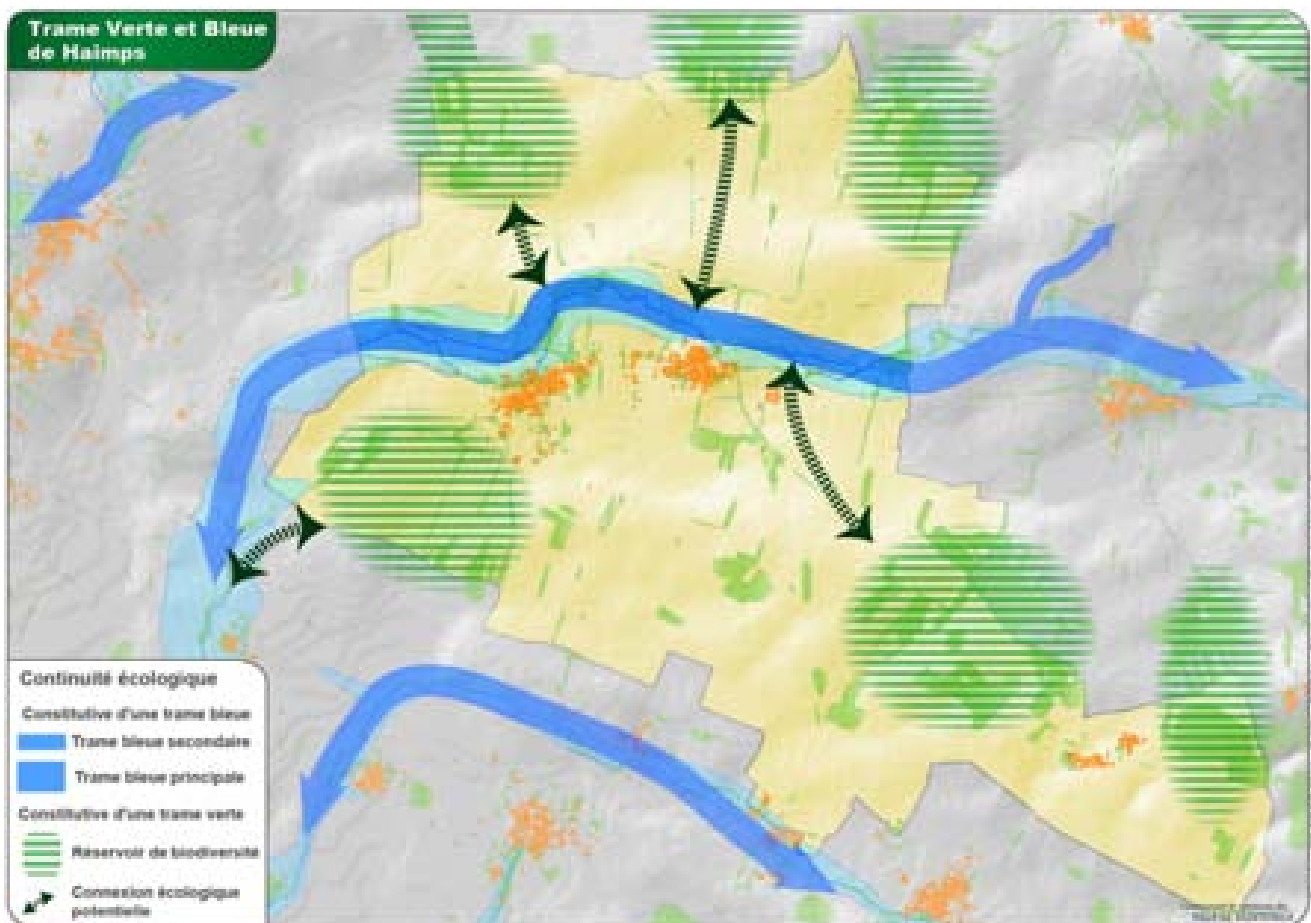 Trame Verte et Bleue
de Haimps
Continuité écologique
Constitutive d'une trame bleue
Trame bleue secondaire
Trame bleue principale
Constitutive d'une trame verte
Réservoir de biodiversité
Connexion écologique
potentielle